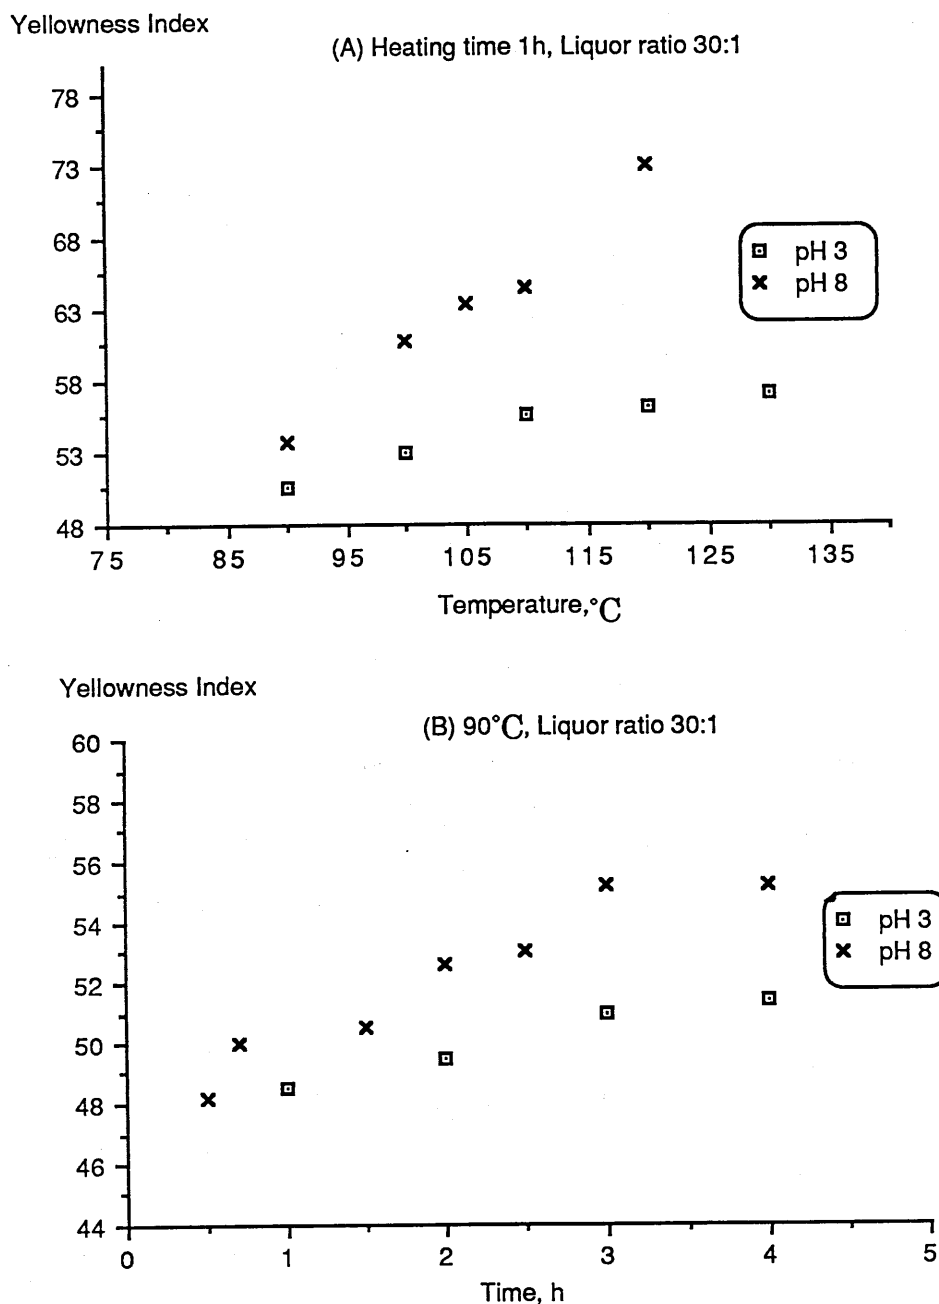 Yellowness Index
(A) Heating time 1h, Liquor ratio 30:1
78
73
68
63
58
53
48
pH 3
pH 8
75 85 95 105 115 125 135
Temperature,°C
Yellowness Index
(B) 90°C, Liquor ratio 30:1
60
58
56
54
52
50
48
46
44
pH 3
pH 8
0 1 2 3 4 5
Time, h